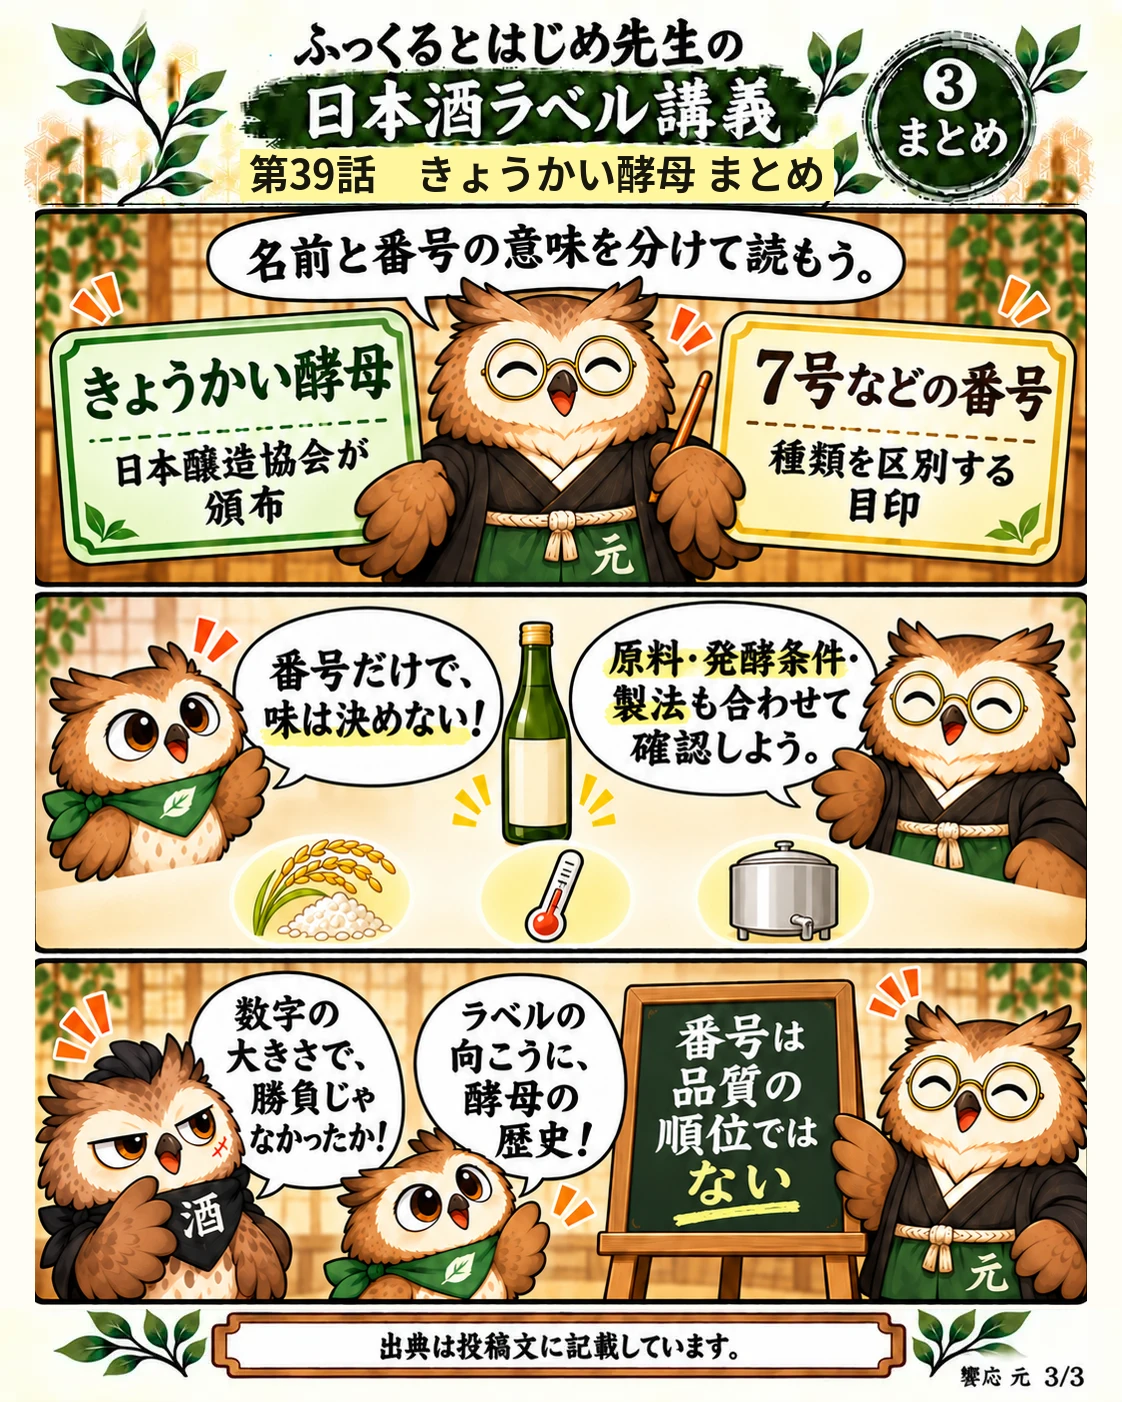 ふっくるとはじめ先生の
日本酒ラベル講義
3
まとめ
第39話 きょうかい酵母 まとめ
名前と番号の意味を分けて読もう。
きょうかい酵母
日本醸造協会が
頒布
7号などの番号
種類を区別する
目印
元
番号だけで、
味は決めない!
原料・発酵条件・
製法も合わせて
確認しよう。
数字の
大きさで、
勝負じゃ
なかったか!
酒
ラベルの
向こうに、
酵母の
歴史!
番号は
品質の
順位では
ない
元
出典は投稿文に記載しています。
饗応 元 3/3